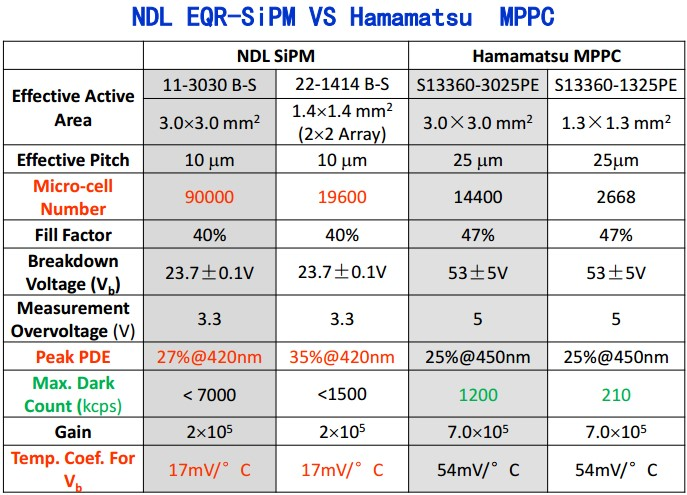 NDL EQR-SiPM VS Hamamatsu MPPC
NDL SiPM Hamamatsu MPPC
Effective Active Area 11-3030 B-S 22-1414 B-S S13360-3025PE S13360-1325PE
3.0×3.0 mm² 1.4×1.4 mm² (2×2 Array) 3.0×3.0 mm² 1.3×1.3 mm²
Effective Pitch 10 μm 10 μm 25 μm 25μm
Micro-cell Number 90000 19600 14400 2668
Fill Factor 40% 40% 47% 47%
Breakdown Voltage (Vb) 23.7±0.1V 23.7±0.1V 53±5V 53±5V
Measurement Overvoltage (V) 3.3 3.3 5 5
Peak PDE 27%@420nm 35%@420nm 25%@450nm 25%@450nm
Max. Dark Count (kcps) < 7000 <1500 1200 210
Gain 2×10⁵ 2×10⁵ 7.0×10⁵ 7.0×10⁵
Temp. Coef. For Vb 17mV/° C 17mV/° C 54mV/° C 54mV/° C